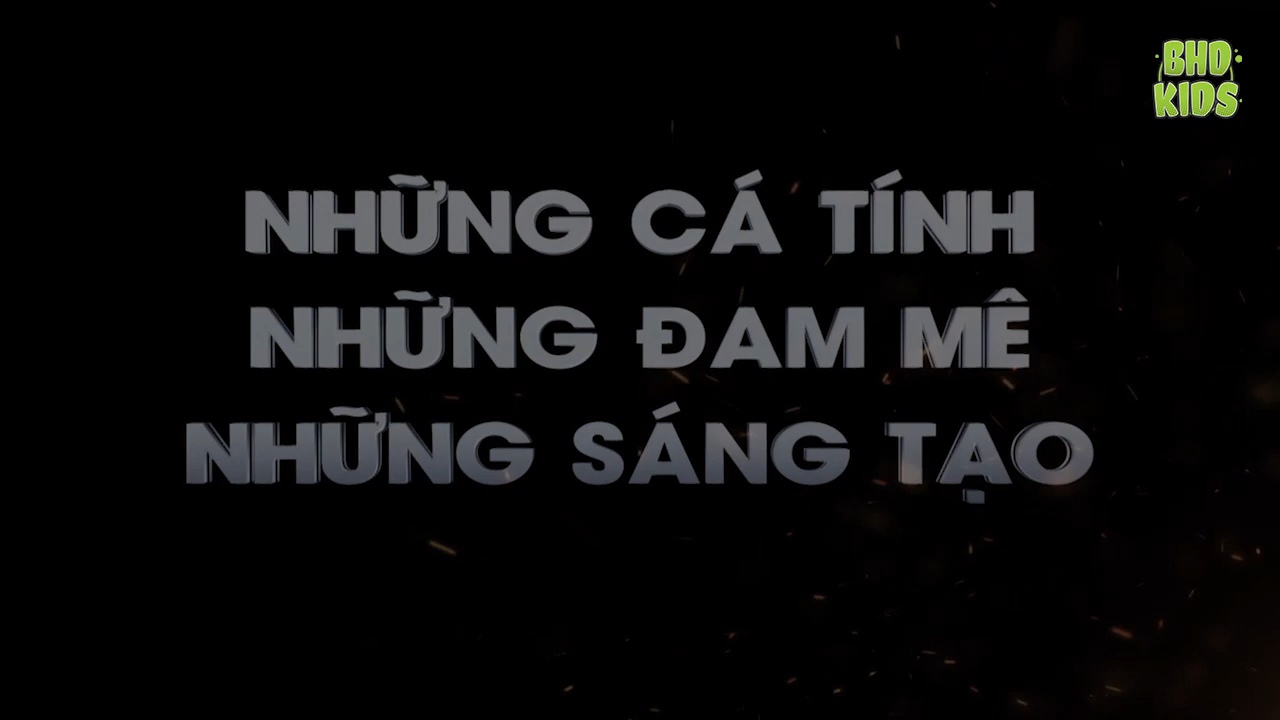 BHD
KIDS
NHỮNG CÁ TÍNH
NHỮNG ĐAM MÊ
NHỮNG SÁNG TẠO